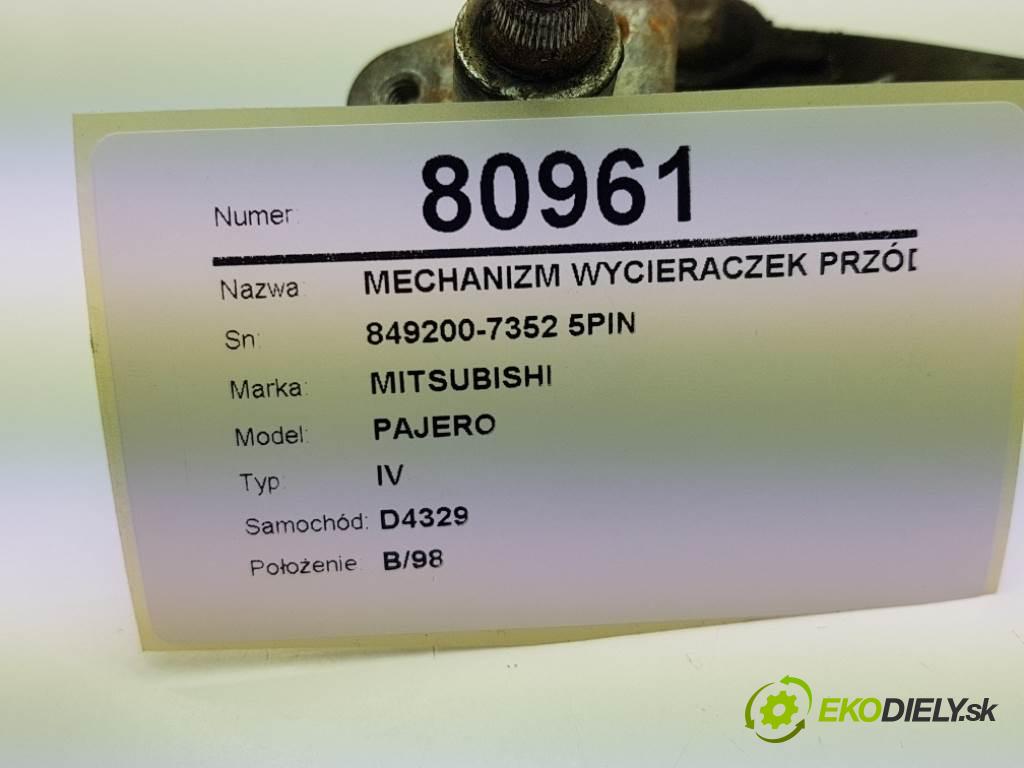 Numer: 80961
Nazwa: MECHANIZM WYCIERACZEK
Sn: 849200-7352 5PIN
Marka: MITSUBISHI
Model: PAJERO
Typ: IV
Samochód: D4329
Położenie: B/98
EKODIELY.sk